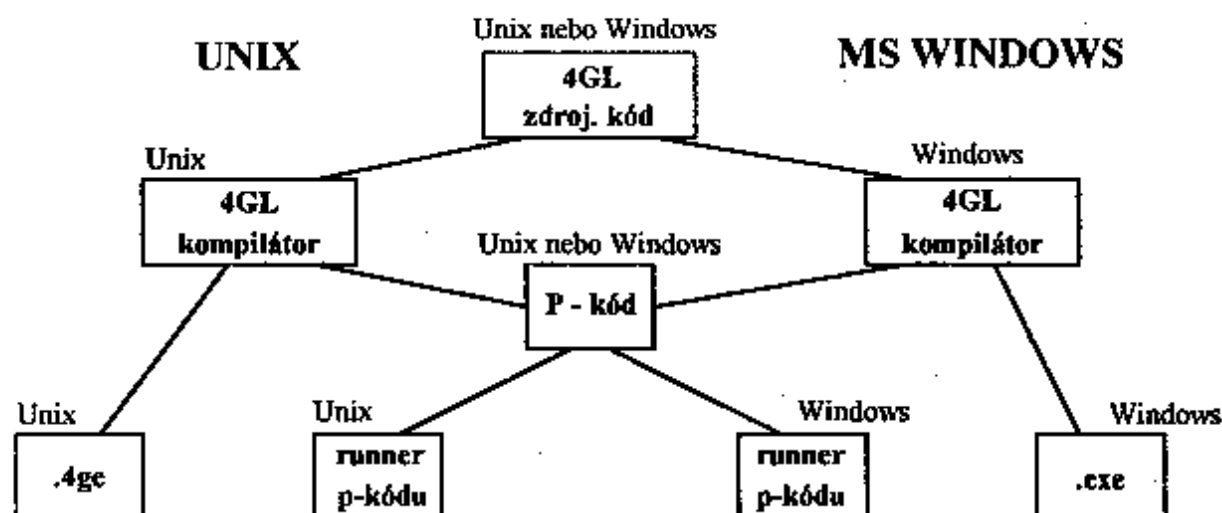 Unix nebo Windows
UNIX
MS WINDOWS
4GL
zdroj. kód
Unix
Windows
4GL
kompilátor
4GL
kompilátor
Unix nebo Windows
P - kód
Unix
Unix
Windows
Windows
.4ge
runner
p-kódu
runner
p-kódu
.exe